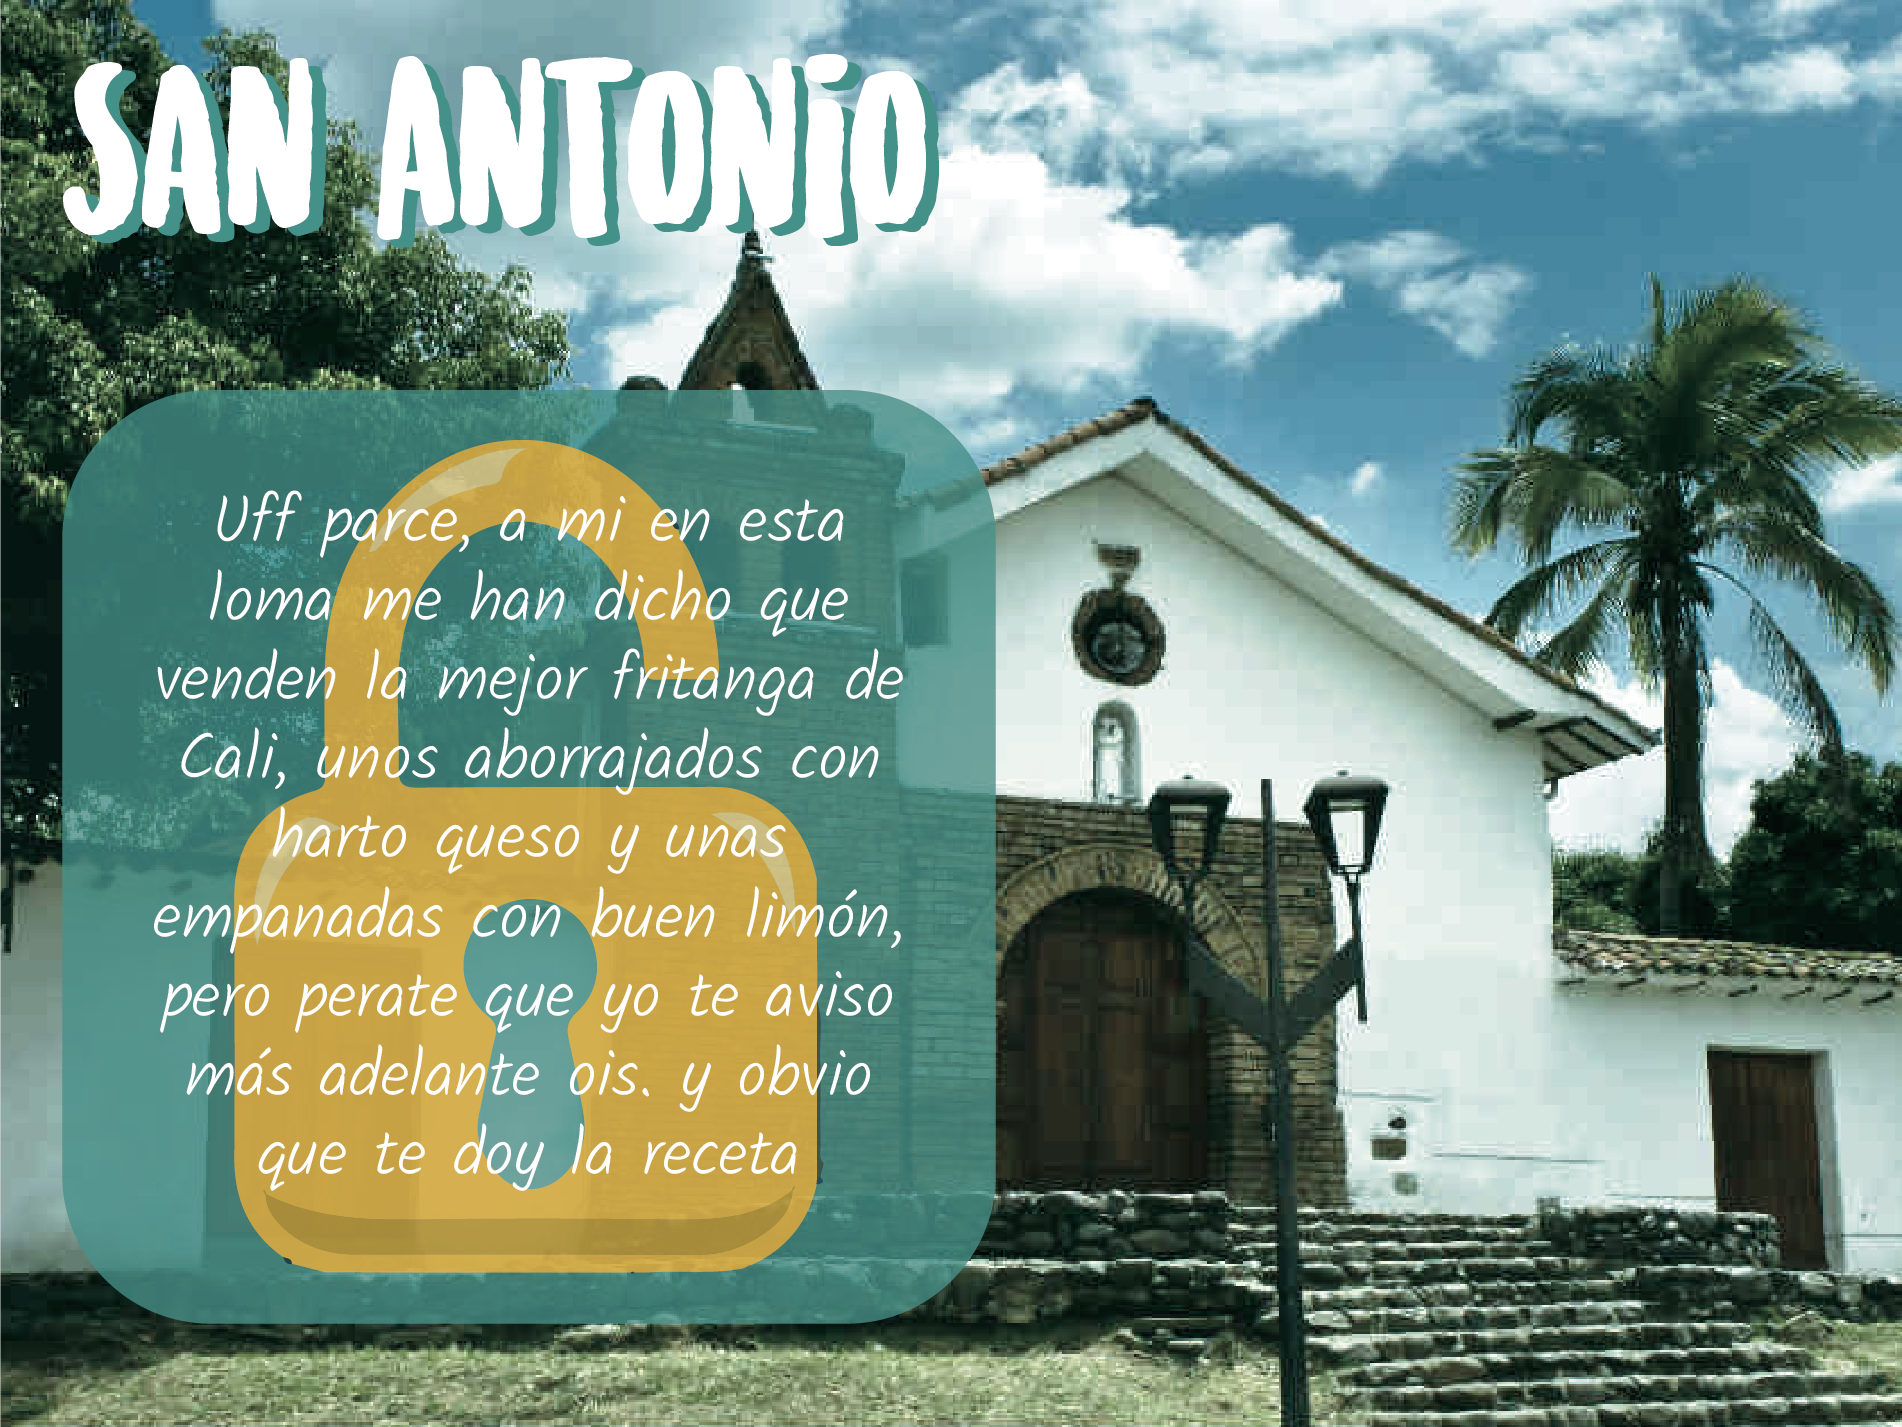 SAN ANTONiO
Uff parce, a mi en esta
loma me han dicho que
venden la mejor fritanga de
Cali, unos aborrajados con
harto queso y unas
empanadas con buen limón,
pero perate que yo te aviso
más adelante ois. y obvio
que te doy la receta